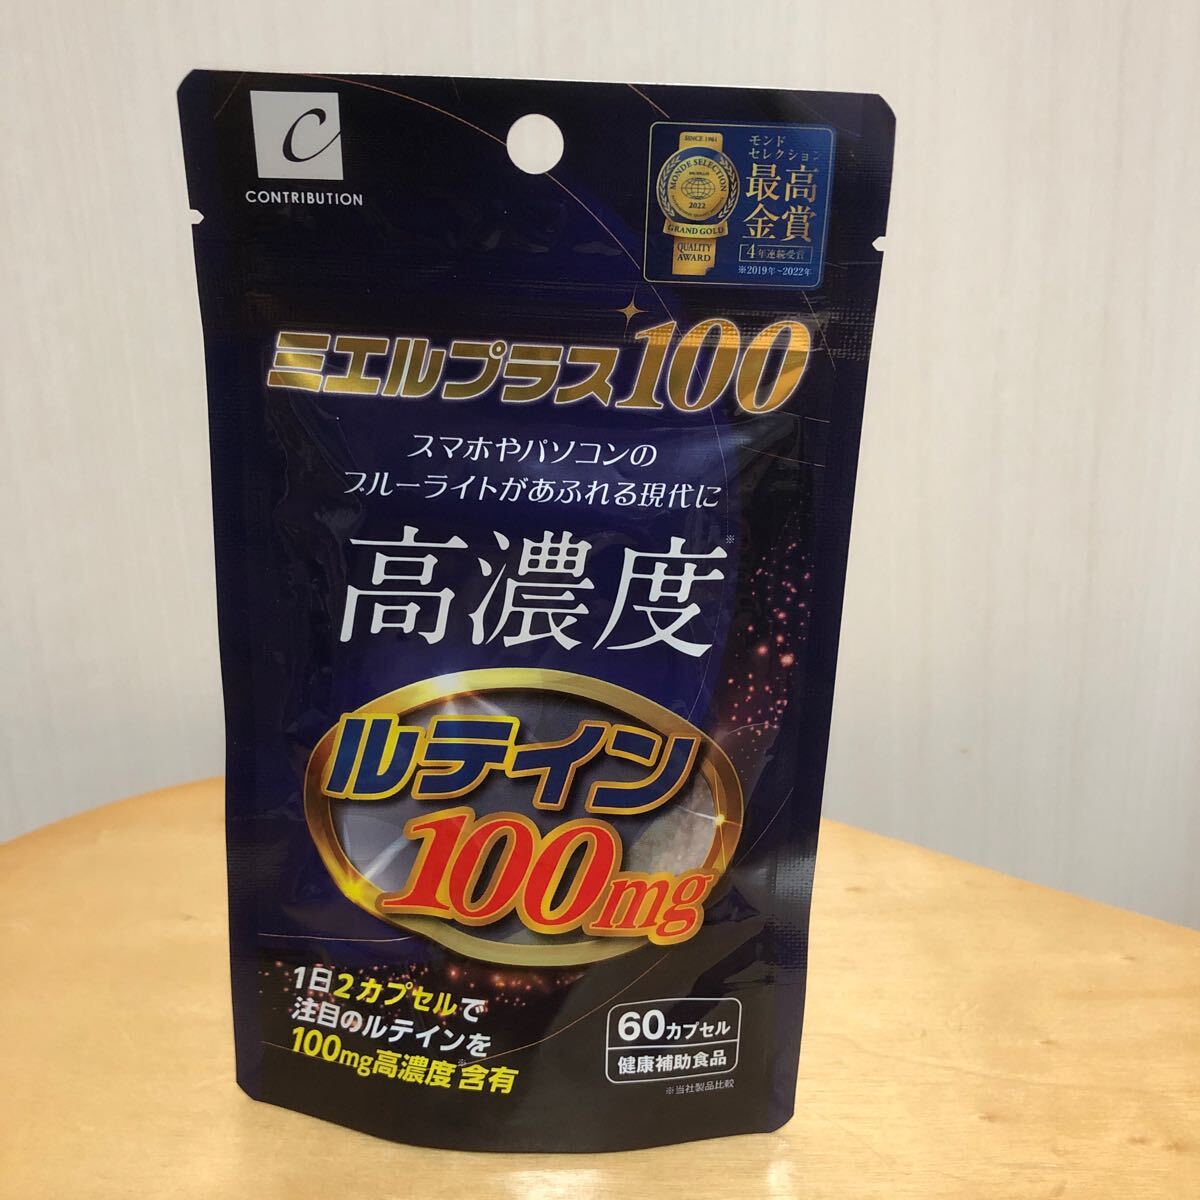 C
CONTRIBUTION
SINCE 1961
MONDE SELECTION
2022
GRAND GOLD
QUALITY
AWARD
モンド
セレクション
最高
金賞
4年連続受賞
※2019年~2022年
ミエルプラス100
スマホやパソコンの
ブルーライトがあふれる現代に
高濃度※
ルテイン
100mg
1日2カプセルで
注目のルテインを
100mg高濃度※含有
60カプセル
健康補助食品
※当社製品比較